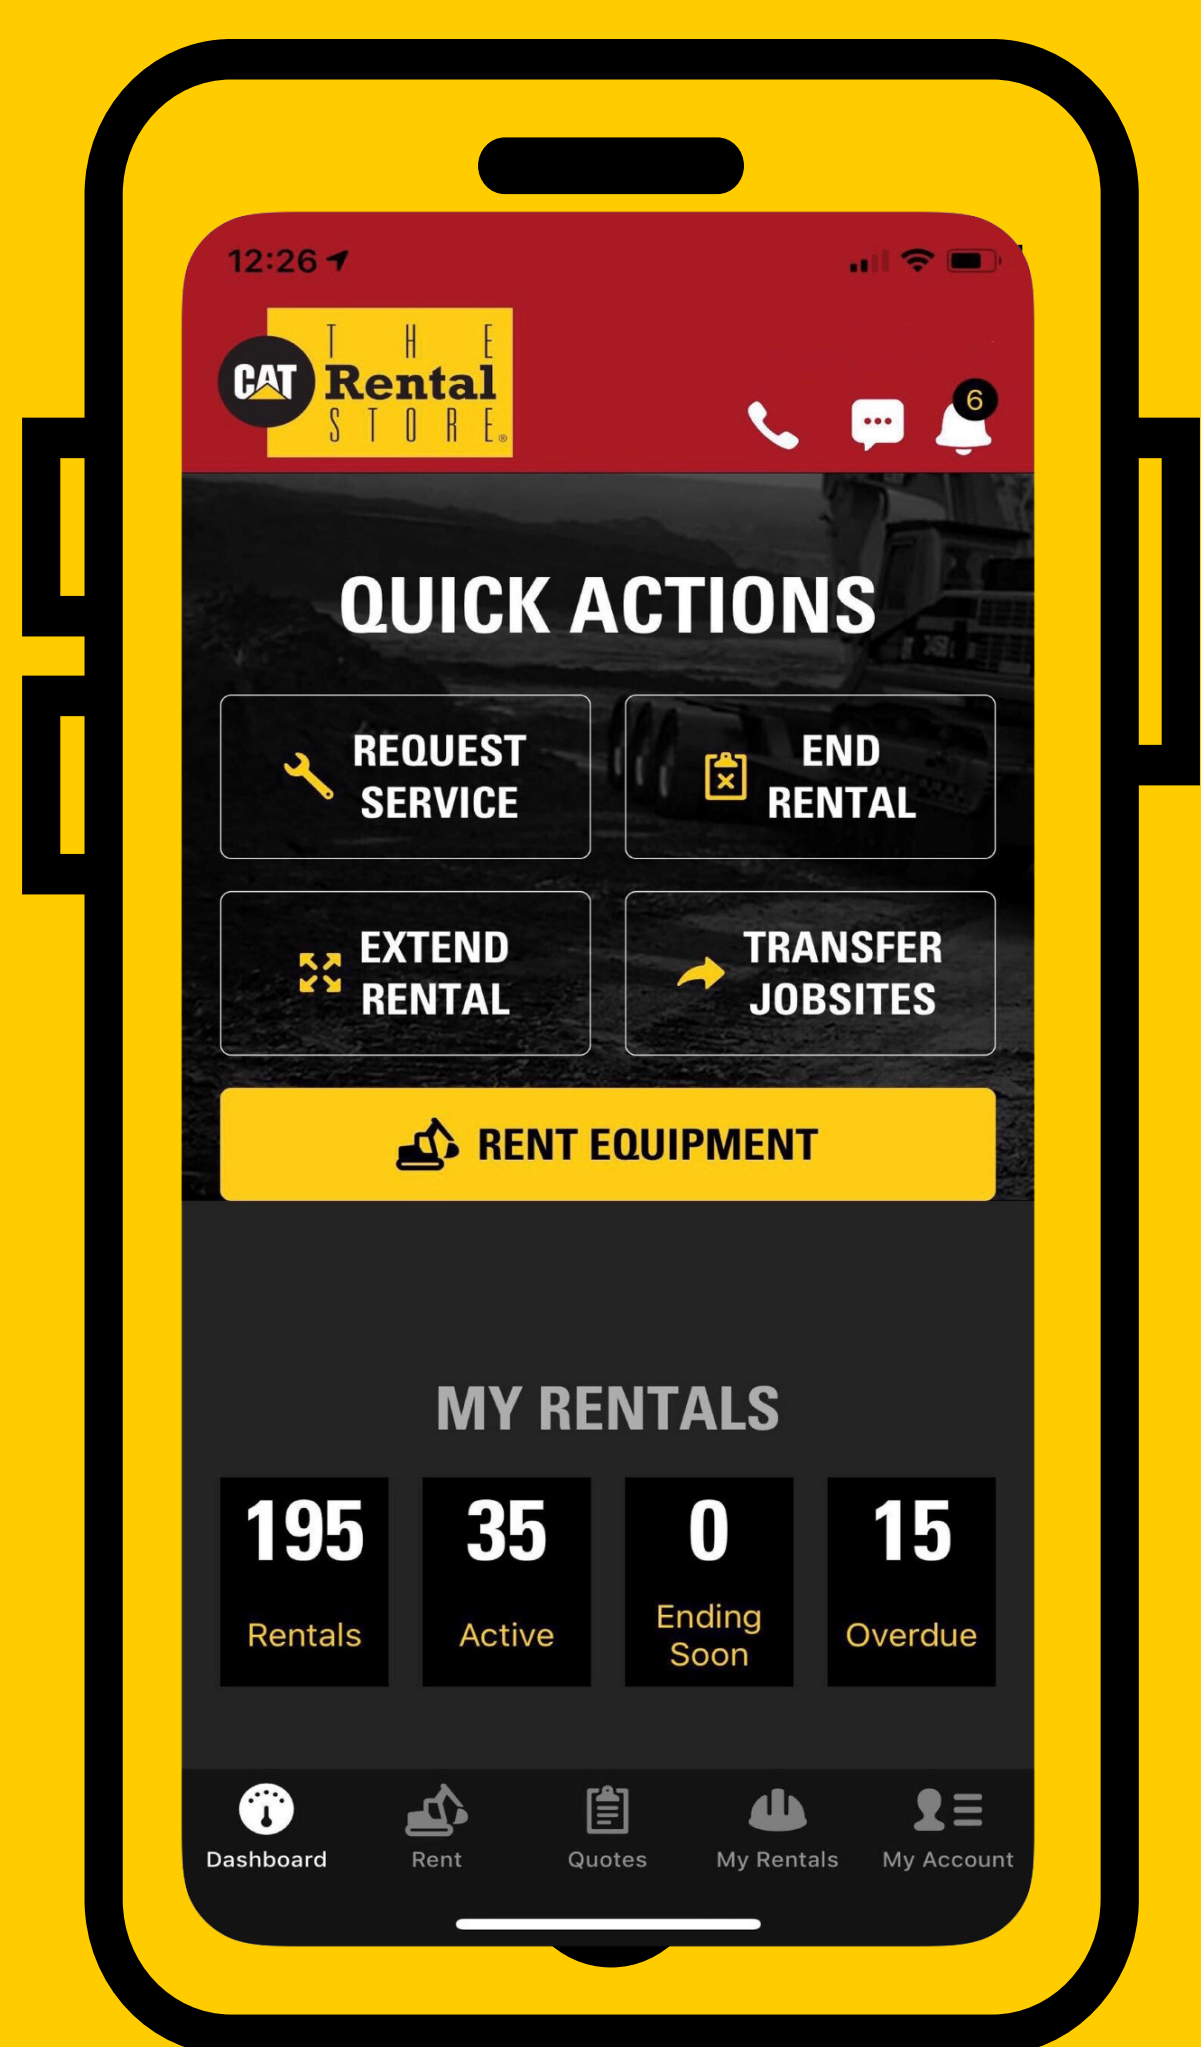 12:26
THE
CAT
Rental
STORE®
6
QUICK ACTIONS
REQUEST
SERVICE
END
RENTAL
EXTEND
RENTAL
TRANSFER
JOBSITES
RENT EQUIPMENT
MY RENTALS
195
Rentals
35
Active
0
Ending
Soon
15
Overdue
Dashboard
Rent
Quotes
My Rentals
My Account